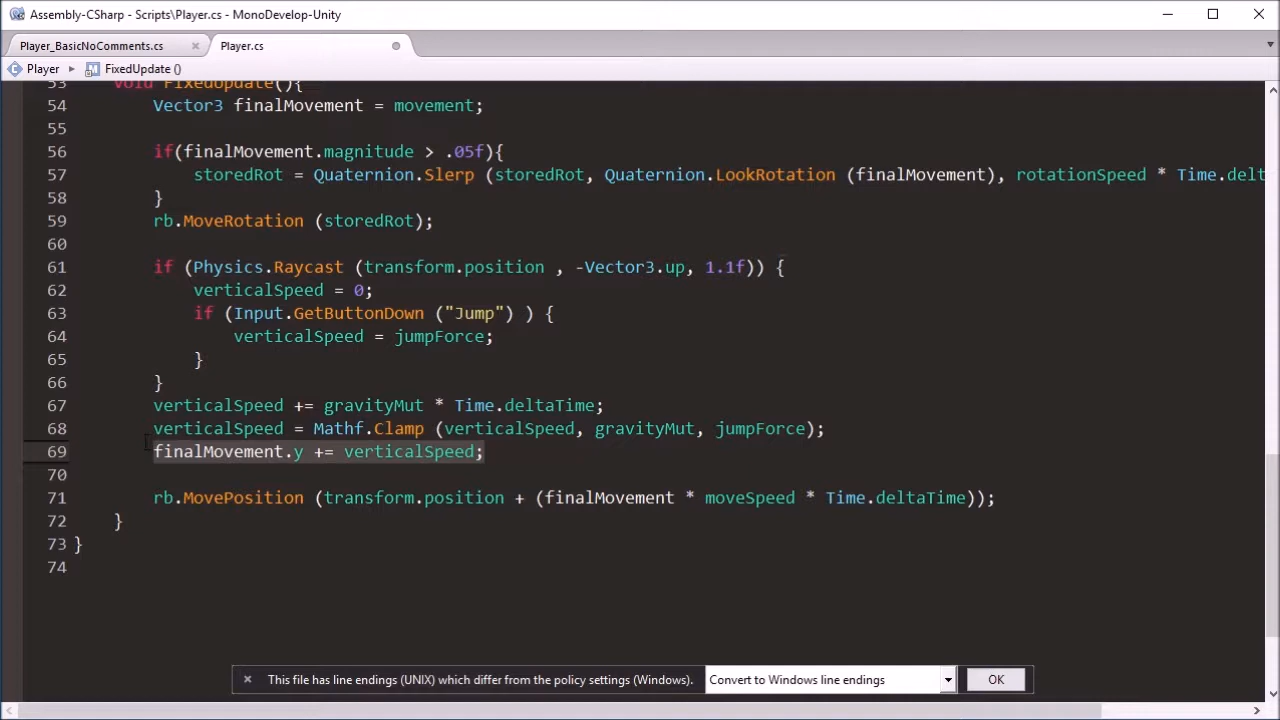 Assembly-CSharp - Scripts\Player.cs - MonoDevelop-Unity
Player_BasicNoComments.cs Player.cs
Player FixedUpdate ()
53 void FixedUpdate(){
54 Vector3 finalMovement = movement;
55
56 if(finalMovement.magnitude > .05f){
57 storedRot = Quaternion.Slerp (storedRot, Quaternion.LookRotation (finalMovement), rotationSpeed * Time.delt
58 }
59 rb.MoveRotation (storedRot);
60
61 if (Physics.Raycast (transform.position , -Vector3.up, 1.1f)) {
62 verticalSpeed = 0;
63 if (Input.GetButtonDown ("Jump") ) {
64 verticalSpeed = jumpForce;
65 }
66 }
67 verticalSpeed += gravityMut * Time.deltaTime;
68 verticalSpeed = Mathf.Clamp (verticalSpeed, gravityMut, jumpForce);
69 finalMovement.y += verticalSpeed;
70
71 rb.MovePosition (transform.position + (finalMovement * moveSpeed * Time.deltaTime));
72 }
73 }
74
This file has line endings (UNIX) which differ from the policy settings (Windows). Convert to Windows line endings OK